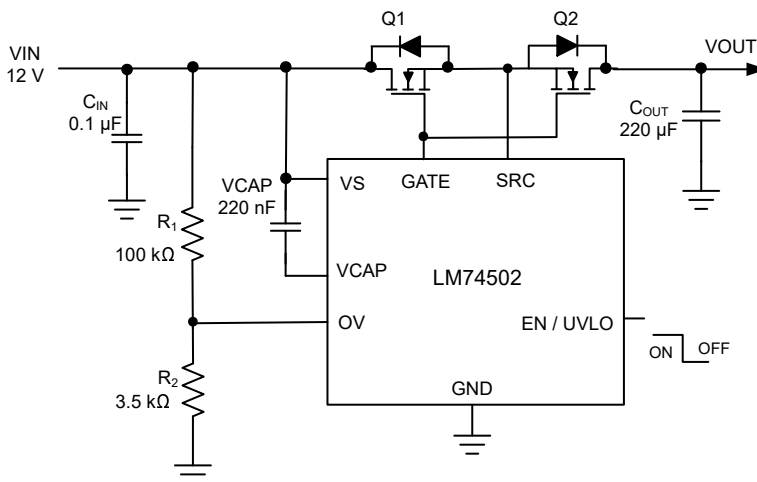 Q1
Q2
VIN
12 V
VOUT
CIN
0.1 µF
COUT
220 µF
VCAP
220 nF
VS
GATE
SRC
R1
100 kΩ
VCAP
LM74502
OV
EN / UVLO
ON
OFF
R2
3.5 kΩ
GND